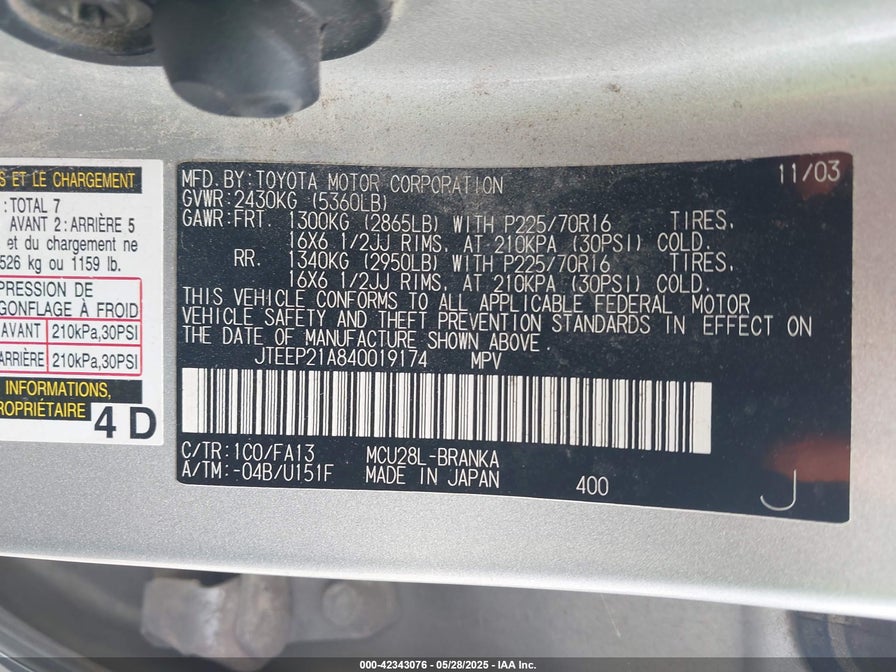 S ET LE CHARGEMENT
: TOTAL 7
AVANT 2: ARRIÈRE 5
et du chargement ne
526 kg ou 1159 lb.
PRESSION DE
GONFLAGE À FROID
AVANT 210kPa,30PSI
ARRIÈRE 210kPa,30PSI
INFORMATIONS,
PROPRIÉTAIRE
4 D
MFD. BY: TOYOTA MOTOR CORPORATION 11/03
GVWR: 2430KG (5360LB)
GAWR: FRT. 1300KG (2865LB) WITH P225/70R16 TIRES,
16X6 1/2JJ RIMS, AT 210KPA (30PSI) COLD.
RR. 1340KG (2950LB) WITH P225/70R16 TIRES,
16X6 1/2JJ RIMS, AT 210KPA (30PSI) COLD.
THIS VEHICLE CONFORMS TO ALL APPLICABLE FEDERAL MOTOR
VEHICLE SAFETY AND THEFT PREVENTION STANDARDS IN EFFECT ON
THE DATE OF MANUFACTURE SHOWN ABOVE.
JTEEP21A840019174 MPV
C/TR: 1C0/FA13 MCU28L-BRANKA
A/TM: -04B/U151F MADE IN JAPAN 400 J
000-42343076 - 05/28/2025 - IAA Inc.